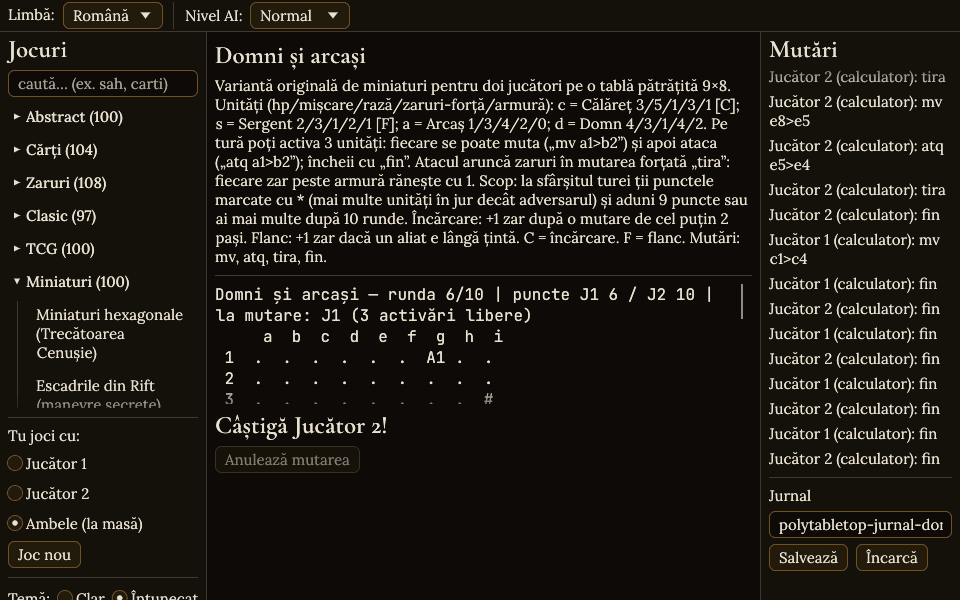 Limbă: Română ▼ Nivel AI: Normal ▼
Jocuri
caută... (ex. sah, carti)
▸ Abstract (100)
▸ Cărți (104)
▸ Zaruri (108)
▸ Clasic (97)
▸ TCG (100)
▾ Miniaturi (100)
Miniaturi hexagonale
(Trecătoarea
Cenușie)
Escadrile din Rift
(manevre secrete)
Tu joci cu:
Jucător 1
Jucător 2
Ambele (la masă)
Joc nou
Temă: Clar Întunecat
Domni și arcași
Variantă originală de miniaturi pentru doi jucători pe o tablă pătrățită 9×8.
Unități (hp/mișcare/rază/zaruri-forță/armură): c = Călăreț 3/5/1/3/1 [C];
s = Sergent 2/3/1/2/1 [F]; a = Arcaș 1/3/4/2/0; d = Domn 4/3/1/4/2. Pe
tură poți activa 3 unități: fiecare se poate muta („mv a1>b2”) și apoi ataca
(„atq a1>b2”); închei cu „fin”. Atacul aruncă zaruri în mutarea forțată „tira”:
fiecare zar peste armură rănește cu 1. Scop: la sfârșitul turei ții punctele
marcate cu * (mai multe unități în jur decât adversarul) și aduni 9 puncte sau
ai mai multe după 10 runde. Încărcare: +1 zar după o mutare de cel puțin 2
pași. Flanc: +1 zar dacă un aliat e lângă țintă. C = încărcare. F = flanc. Mutări:
mv, atq, tira, fin.
Domni și arcași — runda 6/10 | puncte J1 6 / J2 10 |
la mutare: J1 (3 activări libere)
a b c d e f g h i
1 . . . . . . A1 . .
2 . . . . . . . . .
3 . . . . . . . . #
Câștigă Jucător 2!
Anulează mutarea
Mutări
Jucător 2 (calculator): tira
Jucător 2 (calculator): mv
e8>e5
Jucător 2 (calculator): atq
e5>e4
Jucător 2 (calculator): tira
Jucător 2 (calculator): fin
Jucător 1 (calculator): mv
c1>c4
Jucător 1 (calculator): fin
Jucător 2 (calculator): fin
Jucător 1 (calculator): fin
Jucător 2 (calculator): fin
Jucător 1 (calculator): fin
Jucător 2 (calculator): fin
Jucător 1 (calculator): fin
Jucător 2 (calculator): fin
Jurnal
polytabletop-jurnal-do
Salvează Încarcă